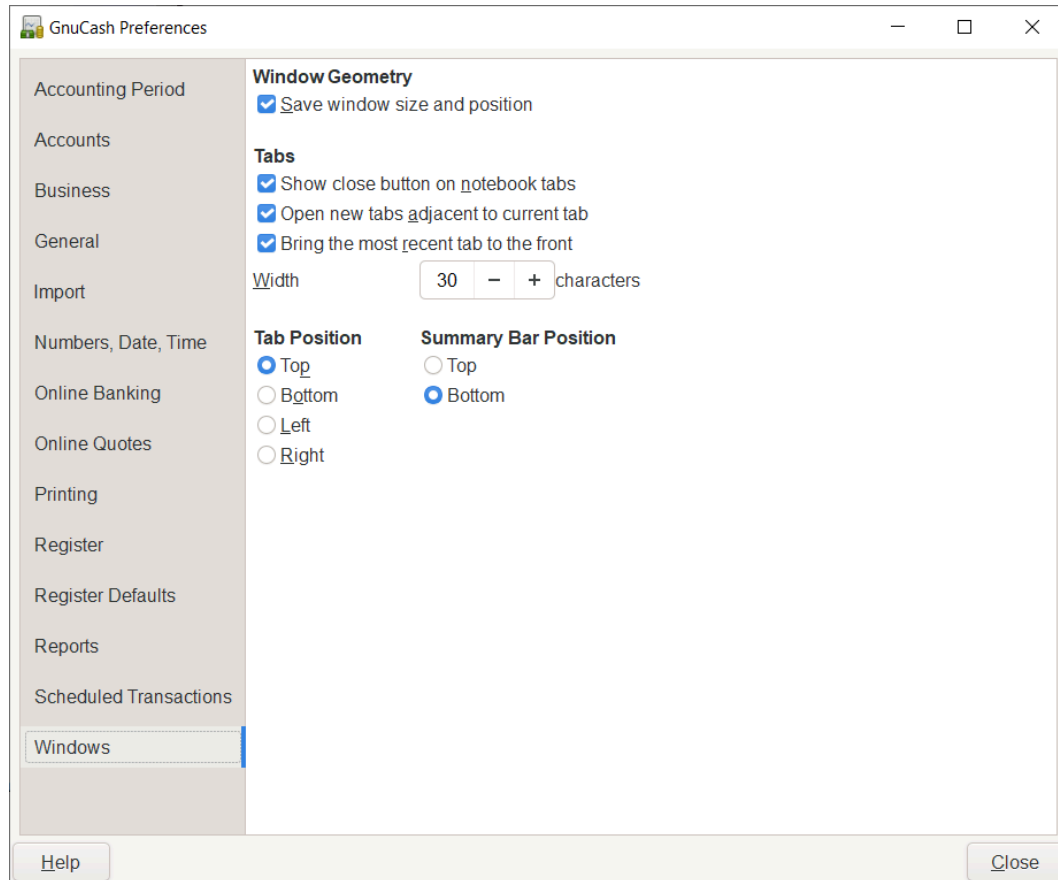 GnuCash Preferences
Accounting Period
Accounts
Business
General
Import
Numbers, Date, Time
Online Banking
Online Quotes
Printing
Register
Register Defaults
Reports
Scheduled Transactions
Windows
Window Geometry
Save window size and position
Tabs
Show close button on notebook tabs
Open new tabs adjacent to current tab
Bring the most recent tab to the front
Width 30 − + characters
Tab Position Summary Bar Position
Top Top
Bottom Bottom
Left
Right
Help Close